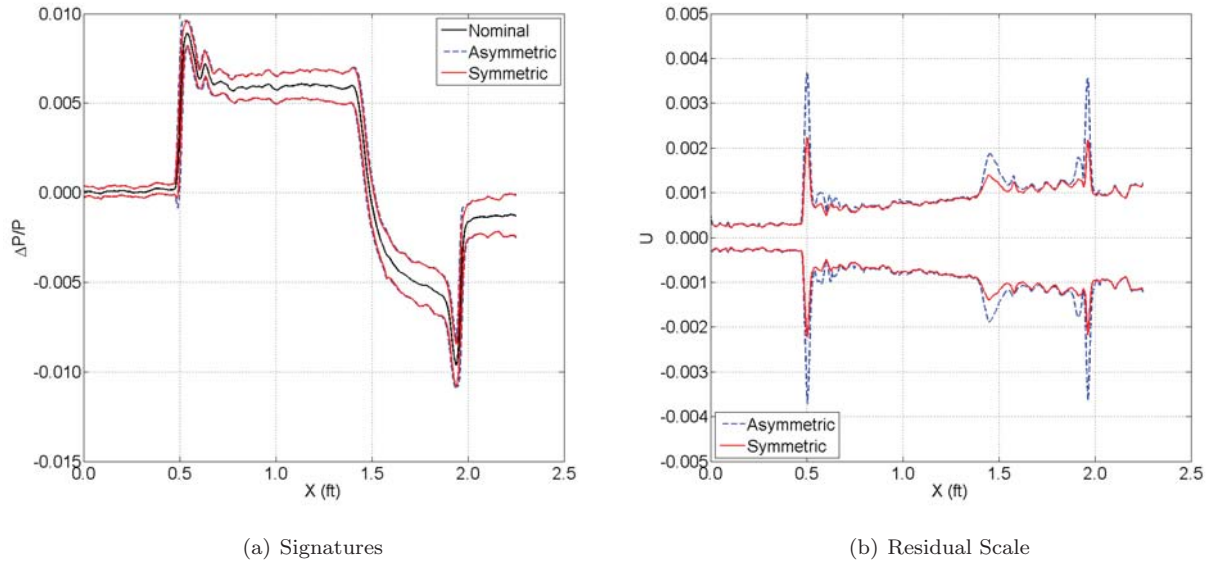 0.010
0.005
0.000
-0.005
-0.010
-0.015
ΔP/P
0.0 0.5 1.0 1.5 2.0 2.5
X (ft)
Nominal
Asymmetric
Symmetric
(a) Signatures
0.005
0.004
0.003
0.002
0.001
0.000
-0.001
-0.002
-0.003
-0.004
-0.005
U
0.0 0.5 1.0 1.5 2.0 2.5
X (ft)
Asymmetric
Symmetric
(b) Residual Scale